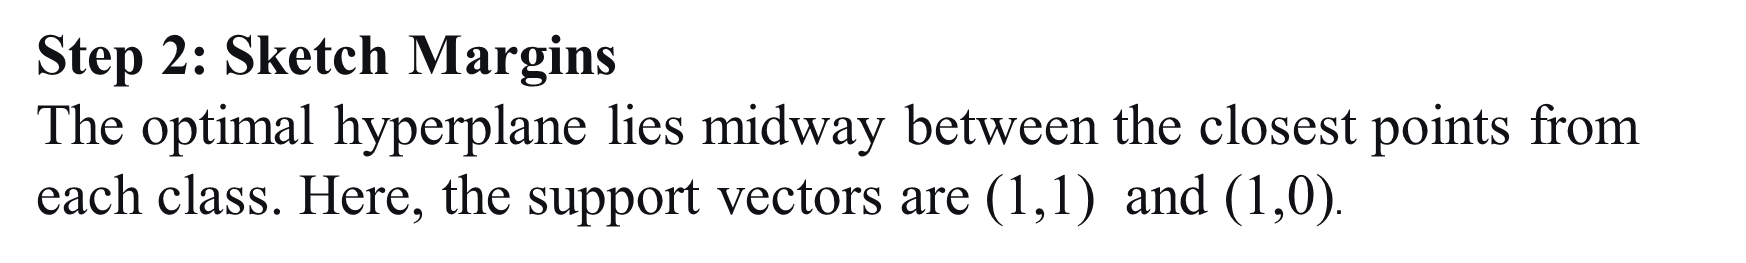 Step 2: Sketch Margins
The optimal hyperplane lies midway between the closest points from
each class. Here, the support vectors are (1,1) and (1,0).